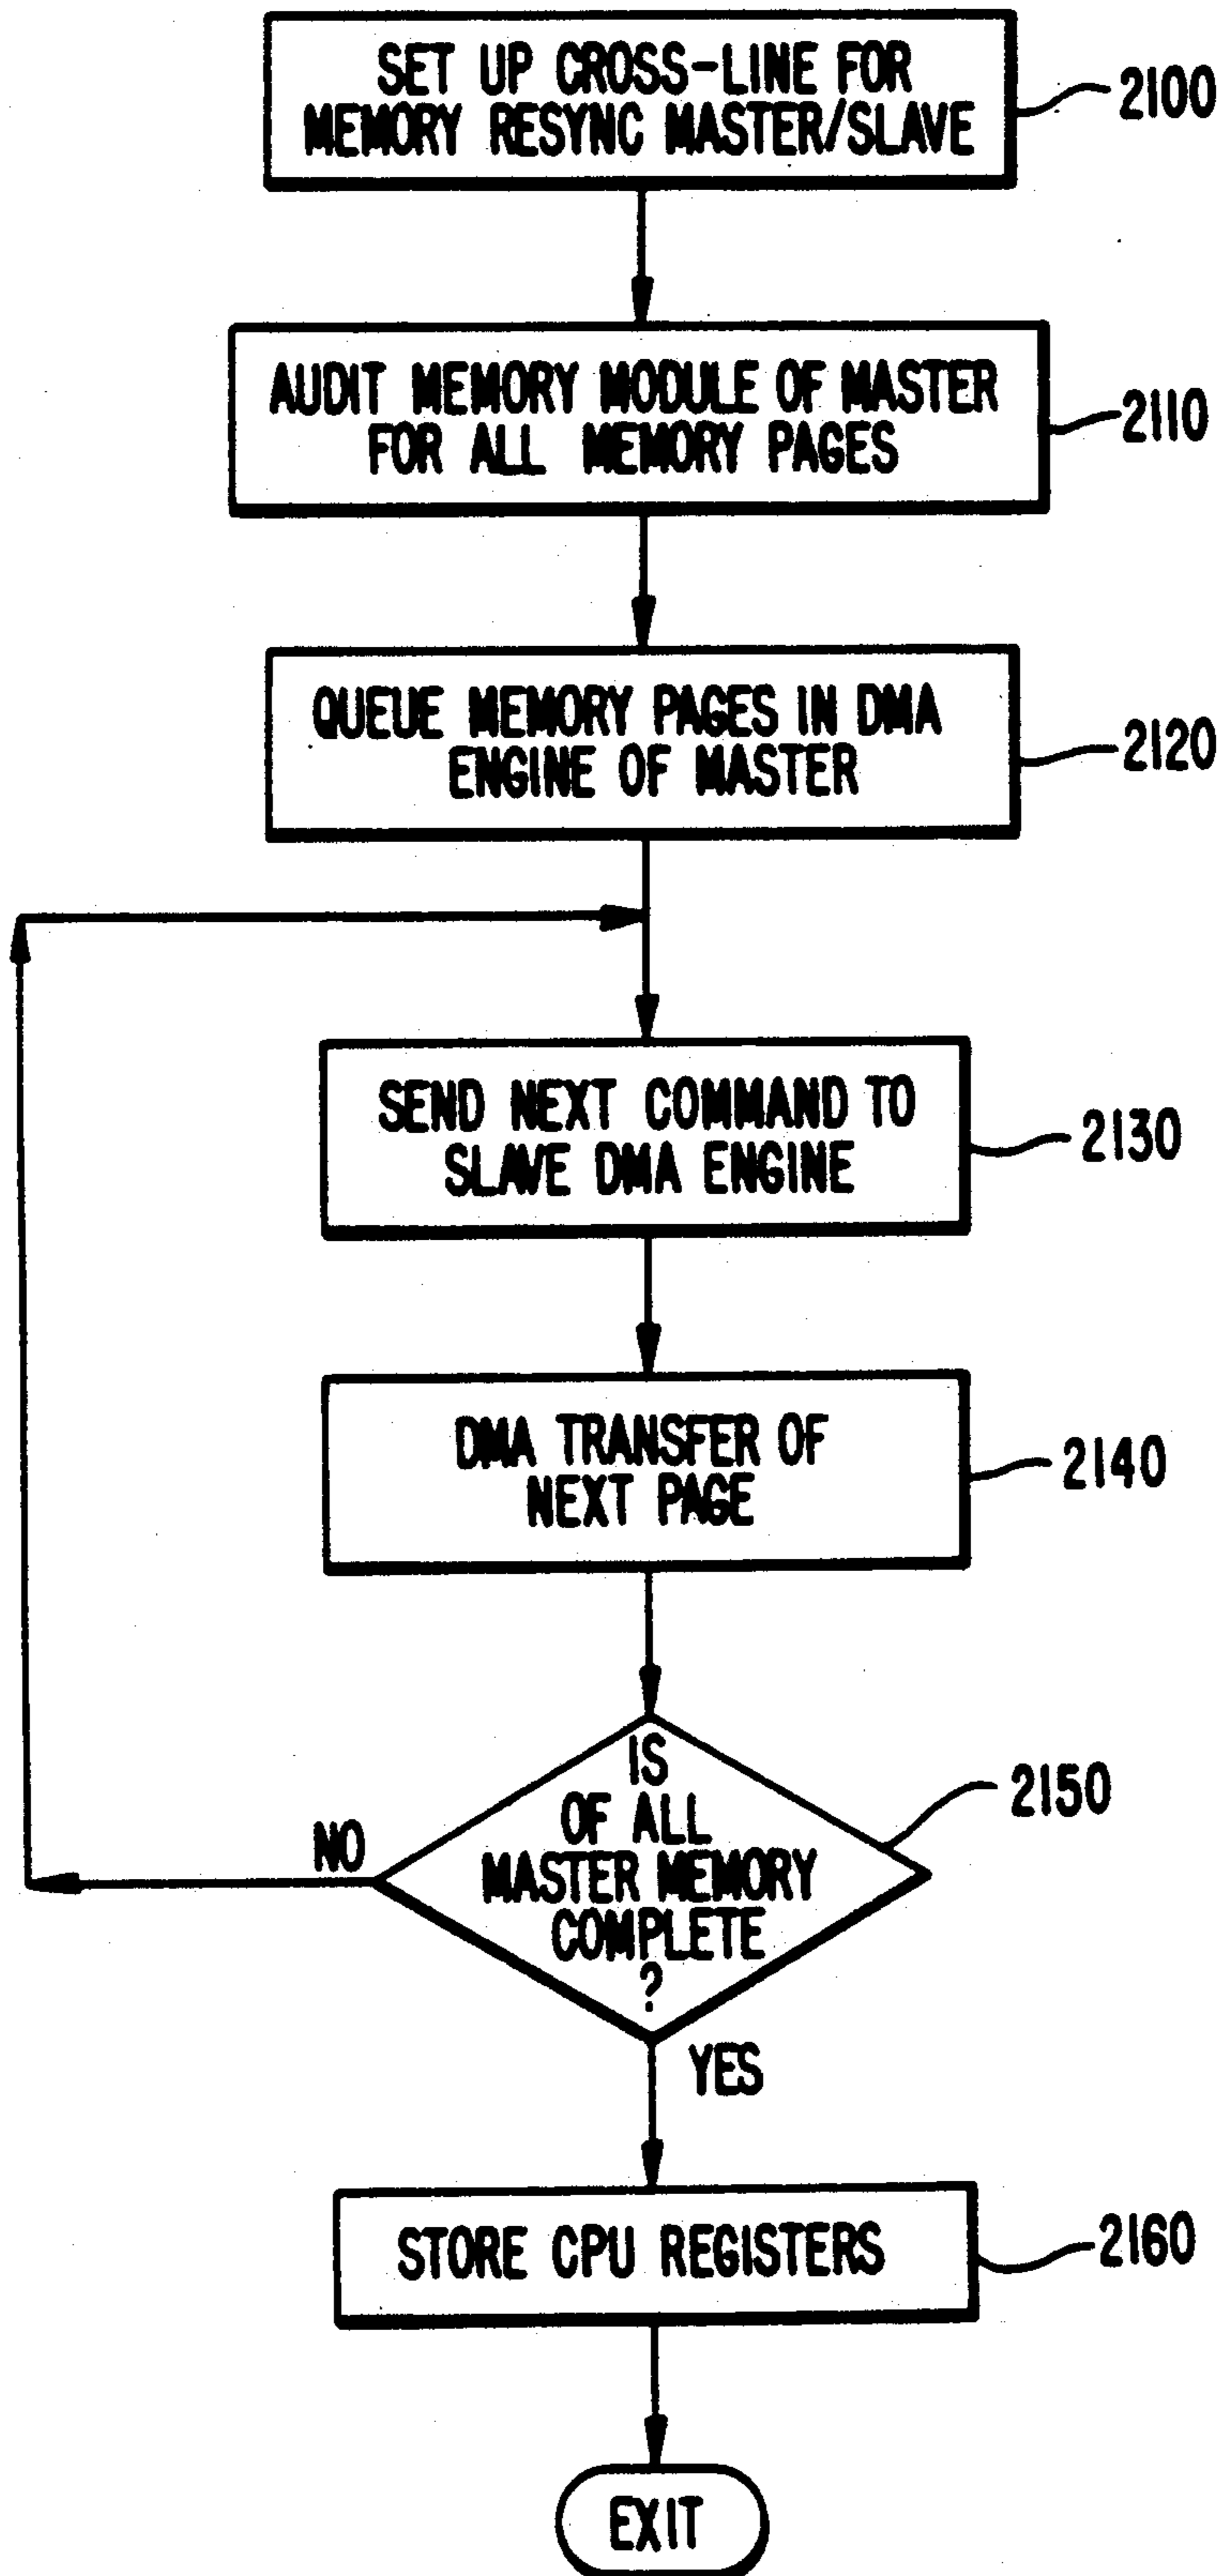 SET UP CROSS-LINE FOR
MEMORY RESYNC MASTER/SLAVE
2100
AUDIT MEMORY MODULE OF MASTER
FOR ALL MEMORY PAGES
2110
QUEUE MEMORY PAGES IN DMA
ENGINE OF MASTER
2120
SEND NEXT COMMAND TO
SLAVE DMA ENGINE
2130
DMA TRANSFER OF
NEXT PAGE
2140
IS
OF ALL
MASTER MEMORY
COMPLETE
?
2150
NO
YES
STORE CPU REGISTERS
2160
EXIT